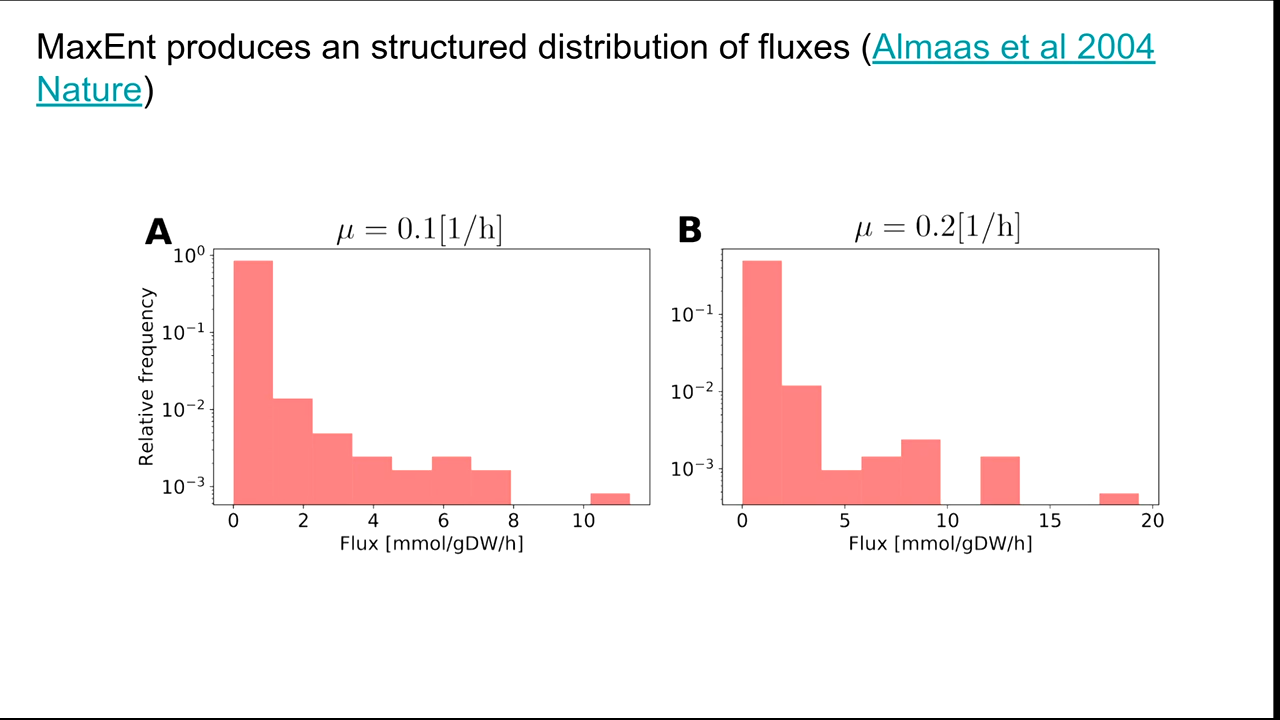 MaxEnt produces an structured distribution of fluxes (Almaas et al 2004
Nature)
A
μ = 0.1[1/h]
10⁰
10⁻¹
10⁻²
10⁻³
Relative frequency
0 2 4 6 8 10
Flux [mmol/gDW/h]
B
μ = 0.2[1/h]
10⁻¹
10⁻²
10⁻³
0 5 10 15 20
Flux [mmol/gDW/h]